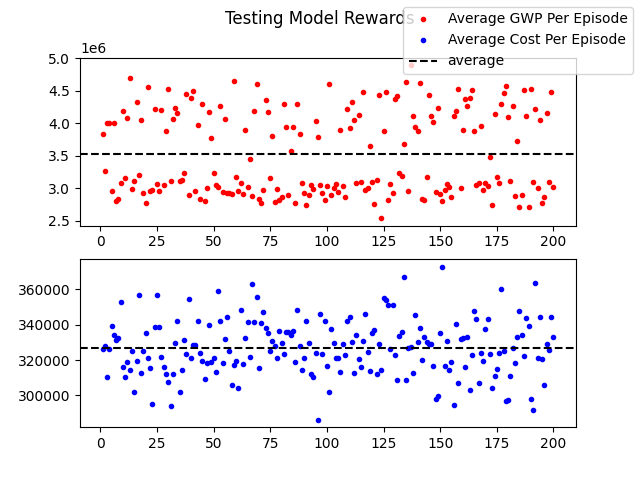 Testing Model Rewards
Average GWP Per Episode
Average Cost Per Episode
average
1e6
5.0
4.5
4.0
3.5
3.0
2.5
0 25 50 75 100 125 150 175 200
360000
340000
320000
300000
0 25 50 75 100 125 150 175 200